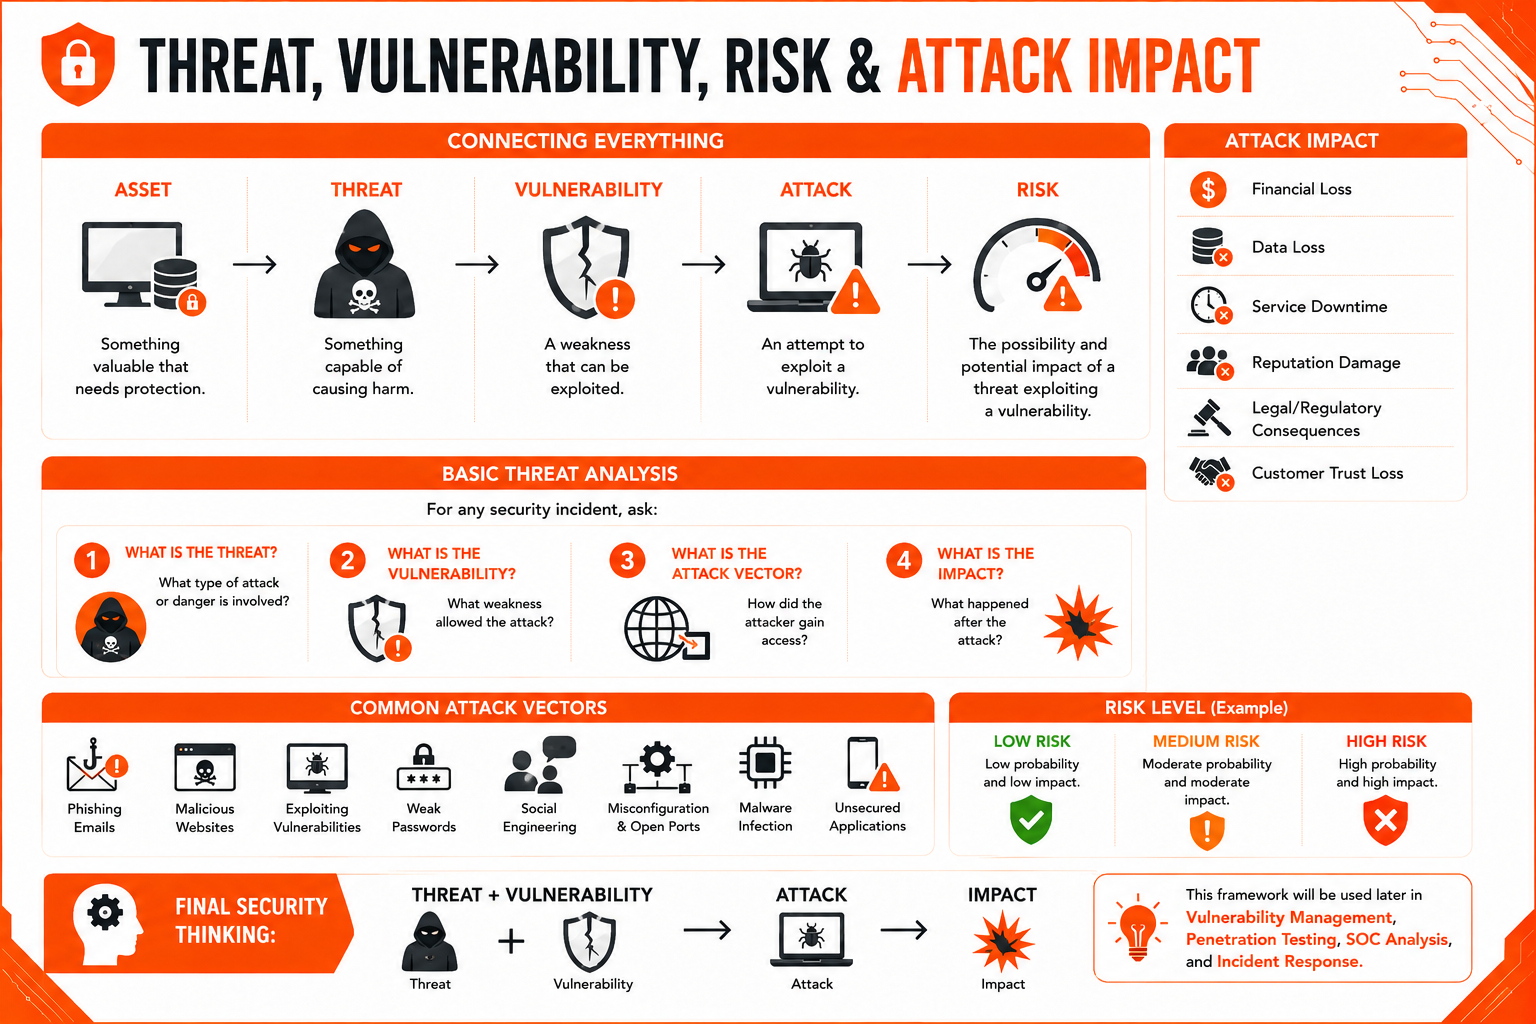 THREAT, VULNERABILITY, RISK & ATTACK IMPACT
CONNECTING EVERYTHING
ASSET
Something
valuable that
needs protection.
THREAT
Something
capable of
causing harm.
VULNERABILITY
A weakness
that can be
exploited.
ATTACK
An attempt to
exploit a
vulnerability.
RISK
The possibility and
potential impact of a
threat exploiting
a vulnerability.
ATTACK IMPACT
$
Financial Loss
Data Loss
Service Downtime
Reputation Damage
Legal/Regulatory
Consequences
Customer Trust Loss
BASIC THREAT ANALYSIS
For any security incident, ask:
1
WHAT IS THE THREAT?
What type of attack
or danger is involved?
2
WHAT IS THE
VULNERABILITY?
What weakness
allowed the attack?
3
WHAT IS THE
ATTACK VECTOR?
How did the
attacker gain
access?
4
WHAT IS THE
IMPACT?
What happened
after the
attack?
COMMON ATTACK VECTORS
Phishing
Emails
Malicious
Websites
Exploiting
Vulnerabilities
***
Weak
Passwords
Social
Engineering
Misconfiguration
& Open Ports
Malware
Infection
Unsecured
Applications
RISK LEVEL (Example)
LOW RISK
Low probability
and low impact.
MEDIUM RISK
Moderate probability
and moderate
impact.
HIGH RISK
High probability
and high impact.
FINAL SECURITY
THINKING:
THREAT + VULNERABILITY
Threat
+
Vulnerability
ATTACK
Attack
IMPACT
Impact
This framework will be used later in
Vulnerability Management,
Penetration Testing, SOC Analysis,
and Incident Response.